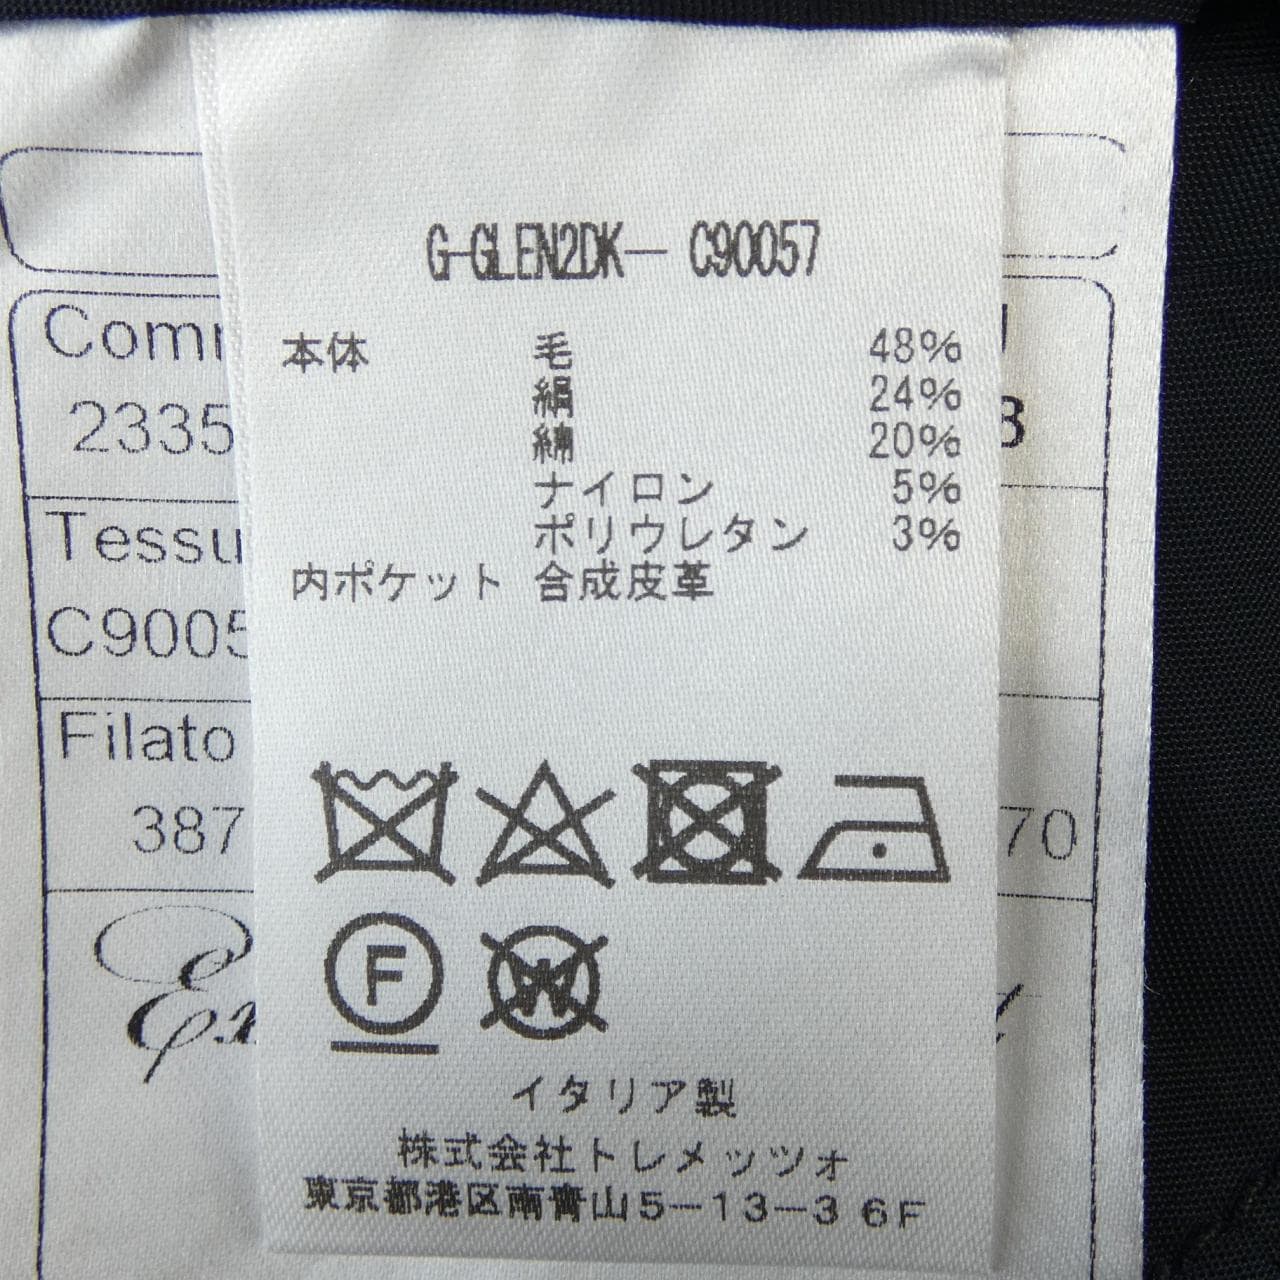 G-GLEN2DK- C90057
本体 毛 48%
絹 24%
綿 20%
ナイロン 5%
ポリウレタン 3%
内ポケット 合成皮革
F
W
イタリア製
株式会社トレメッツォ
東京都港区南青山5-13-3 6F
Comm
2335
Tessu
C9005
Filato
387
70
Ex